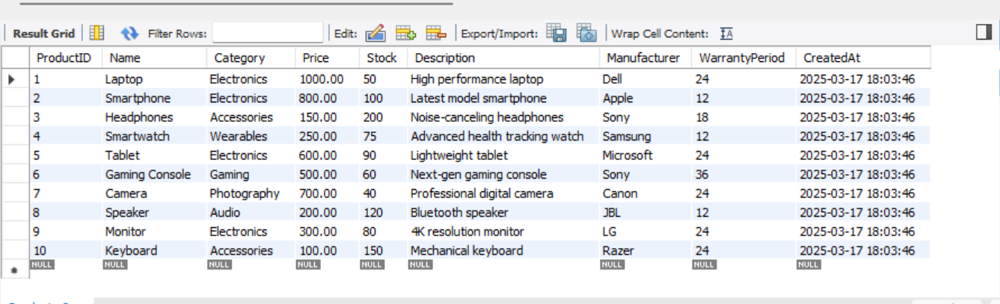 Result Grid Filter Rows: Edit: Export/Import: Wrap Cell Content:
ProductID Name Category Price Stock Description Manufacturer WarrantyPeriod CreatedAt
1 Laptop Electronics 1000.00 50 High performance laptop Dell 24 2025-03-17 18:03:46
2 Smartphone Electronics 800.00 100 Latest model smartphone Apple 12 2025-03-17 18:03:46
3 Headphones Accessories 150.00 200 Noise-canceling headphones Sony 18 2025-03-17 18:03:46
4 Smartwatch Wearables 250.00 75 Advanced health tracking watch Samsung 12 2025-03-17 18:03:46
5 Tablet Electronics 600.00 90 Lightweight tablet Microsoft 24 2025-03-17 18:03:46
6 Gaming Console Gaming 500.00 60 Next-gen gaming console Sony 36 2025-03-17 18:03:46
7 Camera Photography 700.00 40 Professional digital camera Canon 24 2025-03-17 18:03:46
8 Speaker Audio 200.00 120 Bluetooth speaker JBL 12 2025-03-17 18:03:46
9 Monitor Electronics 300.00 80 4K resolution monitor LG 24 2025-03-17 18:03:46
10 Keyboard Accessories 100.00 150 Mechanical keyboard Razer 24 2025-03-17 18:03:46
NULL NULL NULL NULL NULL NULL NULL NULL NULL